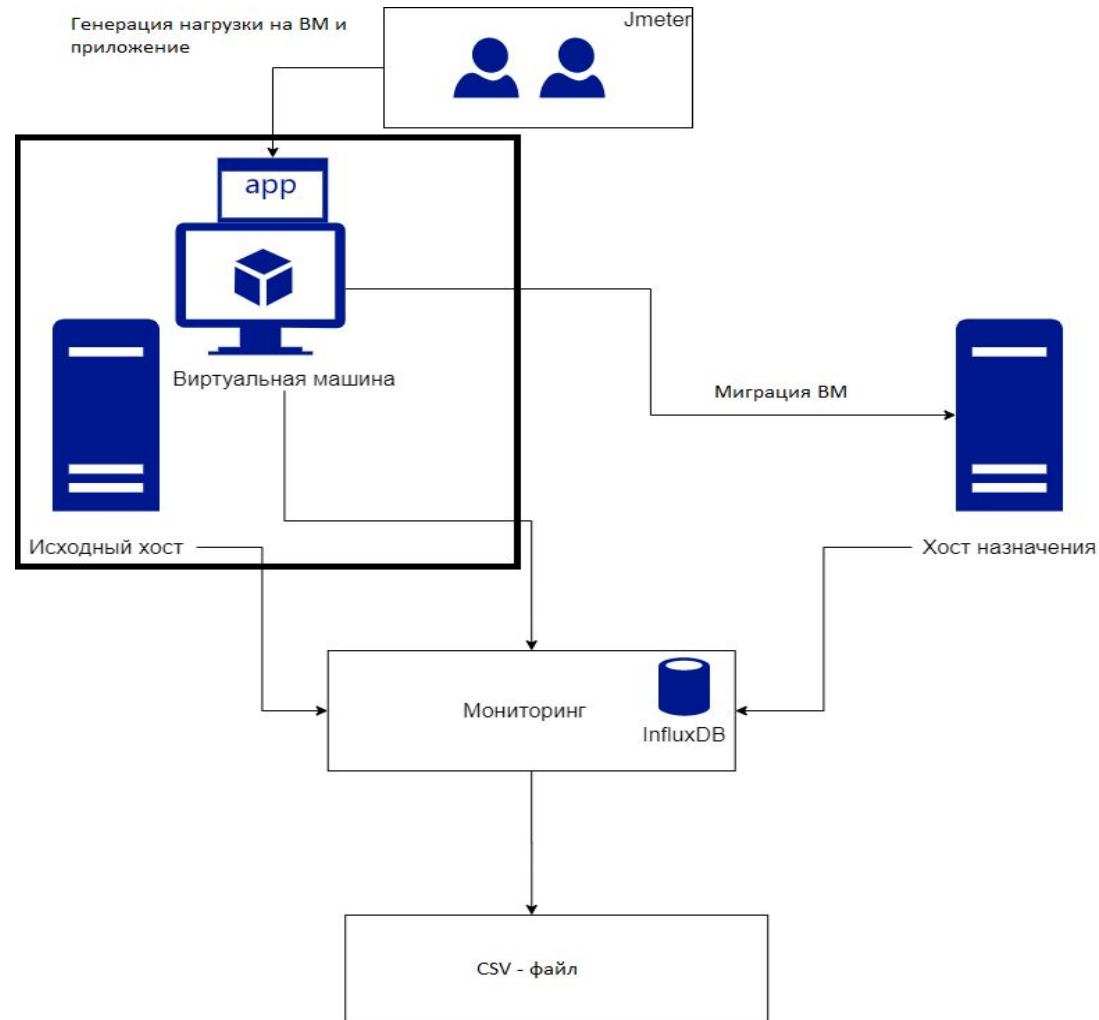 Генерация нагрузки на ВМ и
приложение
Jmeter
app
Виртуальная машина
Миграция ВМ
Исходный хост
Хост назначения
Мониторинг
InfluxDB
CSV - файл